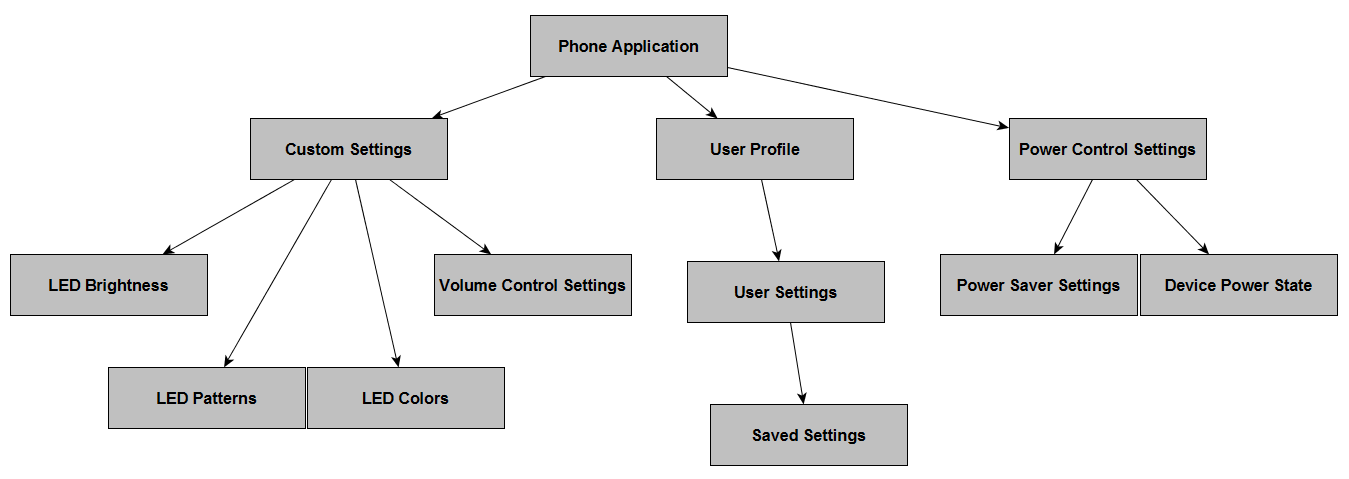 Phone Application
Custom Settings
User Profile
Power Control Settings
LED Brightness
Volume Control Settings
User Settings
Power Saver Settings
Device Power State
LED Patterns
LED Colors
Saved Settings